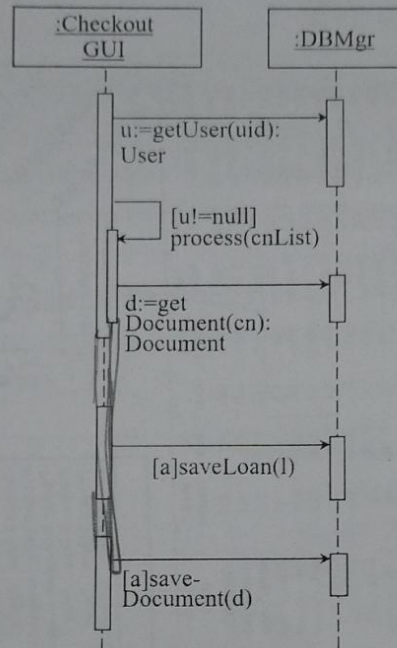 :Checkout
GUI
:DBMgr
u:=getUser(uid):
User
[u!=null]
process(cnList)
d:=get
Document(cn):
Document
[a]saveLoan(l)
[a]save-
Document(d)